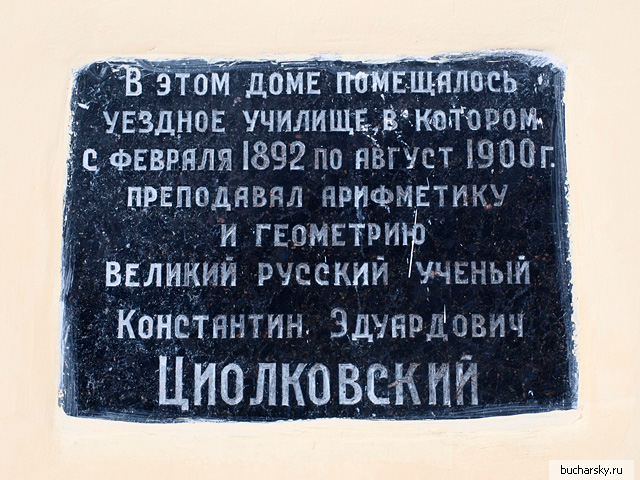 В ЭТОМ ДОМЕ ПОМЕЩАЛОСЬ
УЕЗДНОЕ УЧИЛИЩЕ, В КОТОРОМ
С ФЕВРАЛЯ 1892 ПО АВГУСТ 1900 Г.
ПРЕПОДАВАЛ АРИФМЕТИКУ
И ГЕОМЕТРИЮ
ВЕЛИКИЙ РУССКИЙ УЧЕНЫЙ
КОНСТАНТИН ЭДУАРДОВИЧ
ЦИОЛКОВСКИЙ
bucharsky.ru